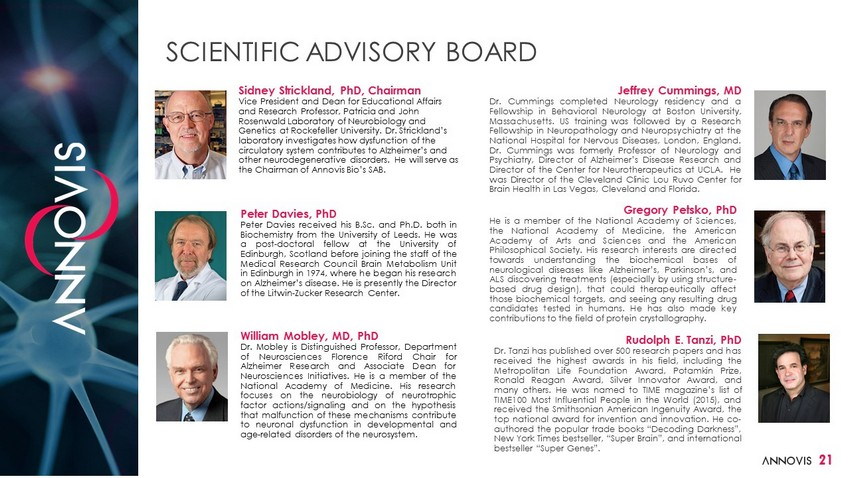 SCIENTIFIC ADVISORY BOARD
ANNOVIS
Sidney Strickland, PhD, Chairman
Vice President and Dean for Educational Affairs
and Research Professor, Patricia and John
Rosenwald Laboratory of Neurobiology and
Genetics at Rockefeller University. Dr. Strickland's
laboratory investigates how dysfunction of the
circulatory system contributes to Alzheimer's and
other neurodegenerative disorders. He will serve as
the Chairman of Annovis Bio's SAB.
Peter Davies, PhD
Peter Davies received his B.Sc. and Ph.D. both in
Biochemistry from the University of Leeds. He was
a post-doctoral fellow at the University of
Edinburgh, Scotland before joining the staff of the
Medical Research Council Brain Metabolism Unit
in Edinburgh in 1974, where he began his research
on Alzheimer's disease. He is presently the Director
of the Litwin-Zucker Research Center.
William Mobley, MD, PhD
Dr. Mobley is Distinguished Professor, Department
of Neurosciences Florence Riford Chair for
Alzheimer Research and Associate Dean for
Neurosciences Initiatives. He is a member of the
National Academy of Medicine. His research
focuses on the neurobiology of neurotrophic
factor actions/signaling and on the hypothesis
that malfunction of these mechanisms contribute
to neuronal dysfunction in developmental and
age-related disorders of the neurosystem.
Jeffrey Cummings, MD
Dr. Cummings completed Neurology residency and a
Fellowship in Behavioral Neurology at Boston University,
Massachusetts. US training was followed by a Research
Fellowship in Neuropathology and Neuropsychiatry at the
National Hospital for Nervous Diseases, London, England.
Dr. Cummings was formerly Professor of Neurology and
Psychiatry, Director of Alzheimer's Disease Research and
Director of the Center for Neurotherapeutics at UCLA. He
was Director of the Cleveland Clinic Lou Ruvo Center for
Brain Health in Las Vegas, Cleveland and Florida.
Gregory Petsko, PhD
He is a member of the National Academy of Sciences,
the National Academy of Medicine, the American
Academy of Arts and Sciences and the American
Philosophical Society. His research interests are directed
towards understanding the biochemical bases of
neurological diseases like Alzheimer's, Parkinson's, and
ALS discovering treatments (especially by using structure-
based drug design), that could therapeutically affect
those biochemical targets, and seeing any resulting drug
candidates tested in humans. He has also made key
contributions to the field of protein crystallography.
Rudolph E. Tanzi, PhD
Dr. Tanzi has published over 500 research papers and has
received the highest awards in his field, including the
Metropolitan Life Foundation Award, Potamkin Prize,
Ronald Reagan Award, Silver Innovator Award, and
many others. He was named to TIME magazine's list of
TIME100 Most Influential People in the World (2015), and
received the Smithsonian American Ingenuity Award, the
top national award for invention and innovation. He co-
authored the popular trade books "Decoding Darkness",
New York Times bestseller, "Super Brain", and international
bestseller "Super Genes".
ANNOVIS 21